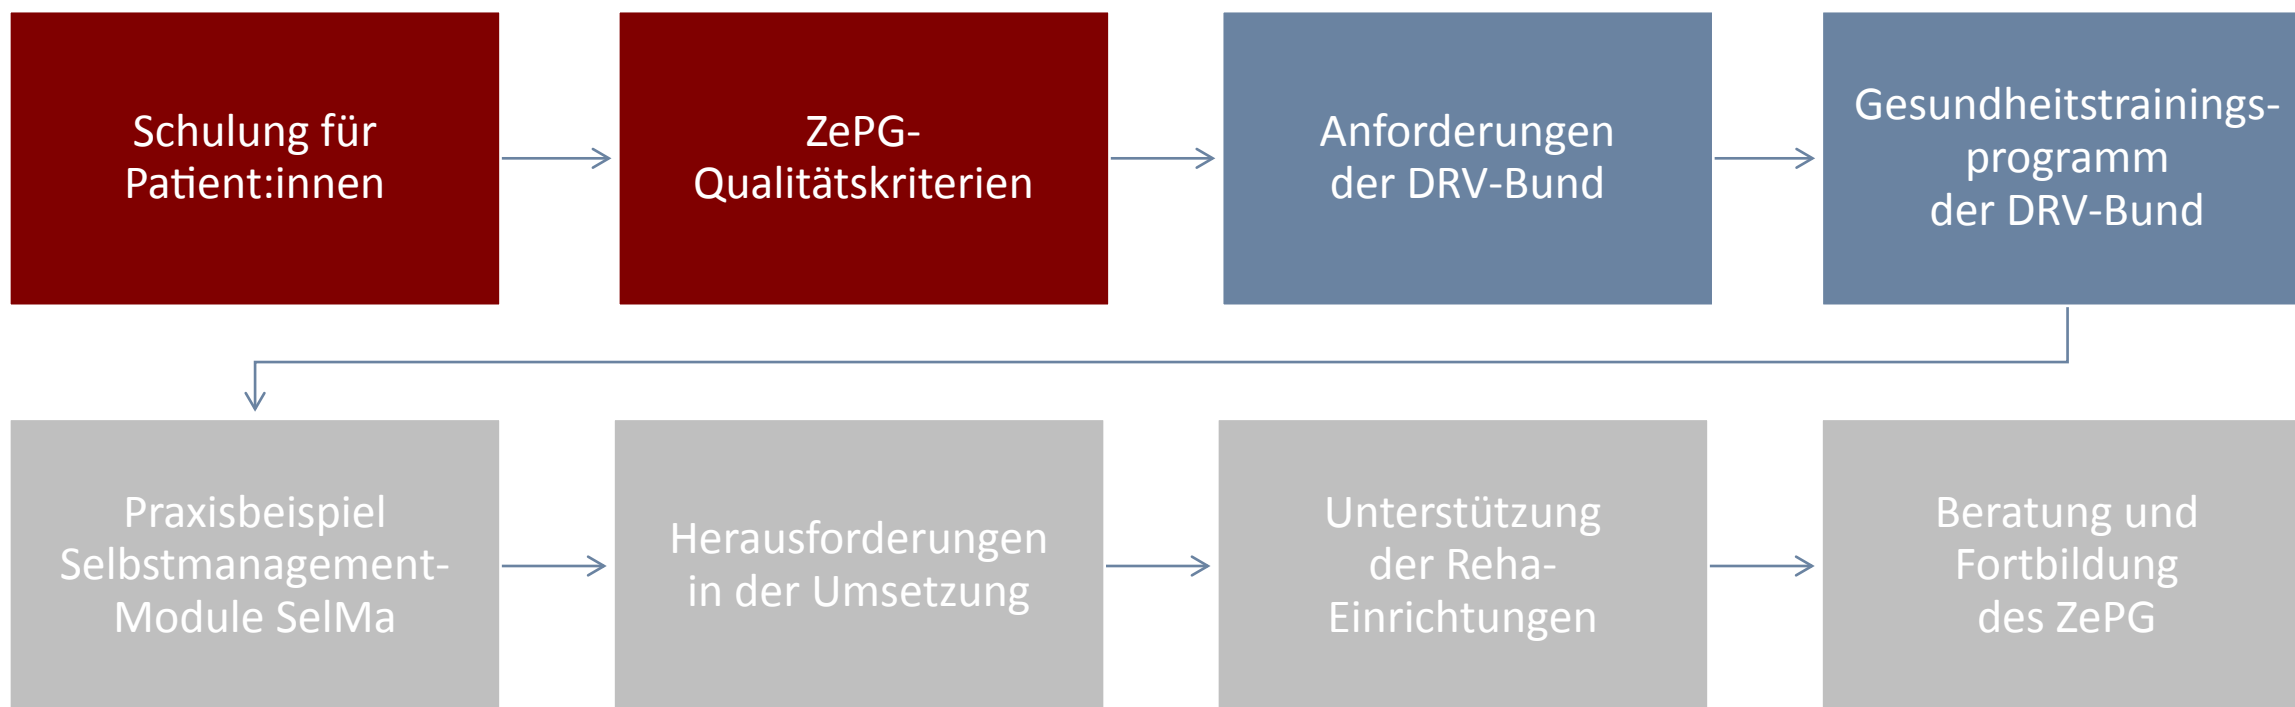 Schulung für
Patient:innen
ZePG-
Qualitätskriterien
Anforderungen
der DRV-Bund
Gesundheitstrainings-
programm
der DRV-Bund
Praxisbeispiel
Selbstmanagement-
Module SelMa
Herausforderungen
in der Umsetzung
Unterstützung
der Reha-
Einrichtungen
Beratung und
Fortbildung
des ZePG